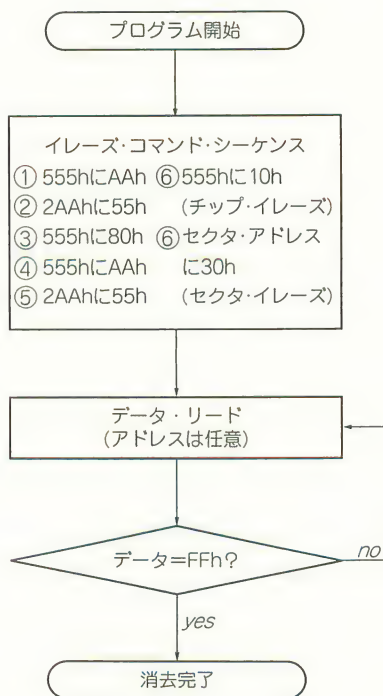 プログラム開始
イレーズ・コマンド・シーケンス
① 555hにAAh
② 2AAhに55h
③ 555hに80h
④ 555hにAAh
⑤ 2AAhに55h
⑥ 555hに10h
(チップ・イレーズ)
⑥ セクタ・アドレス
に30h
(セクタ・イレーズ)
データ・リード
(アドレスは任意)
データ=FFh?
no
yes
消去完了